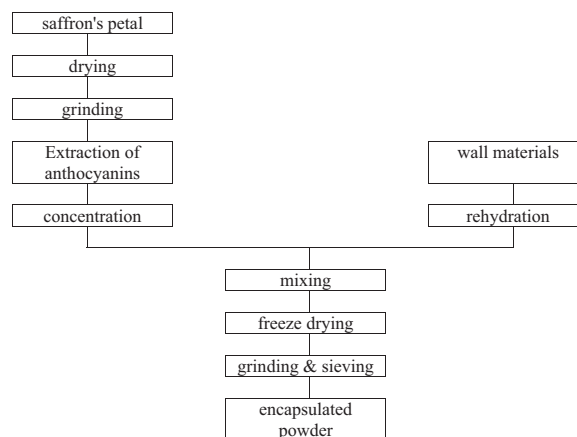 saffron's petal
drying
grinding
Extraction of
anthocyanins
concentration
wall materials
rehydration
mixing
freeze drying
grinding & sieving
encapsulated
powder